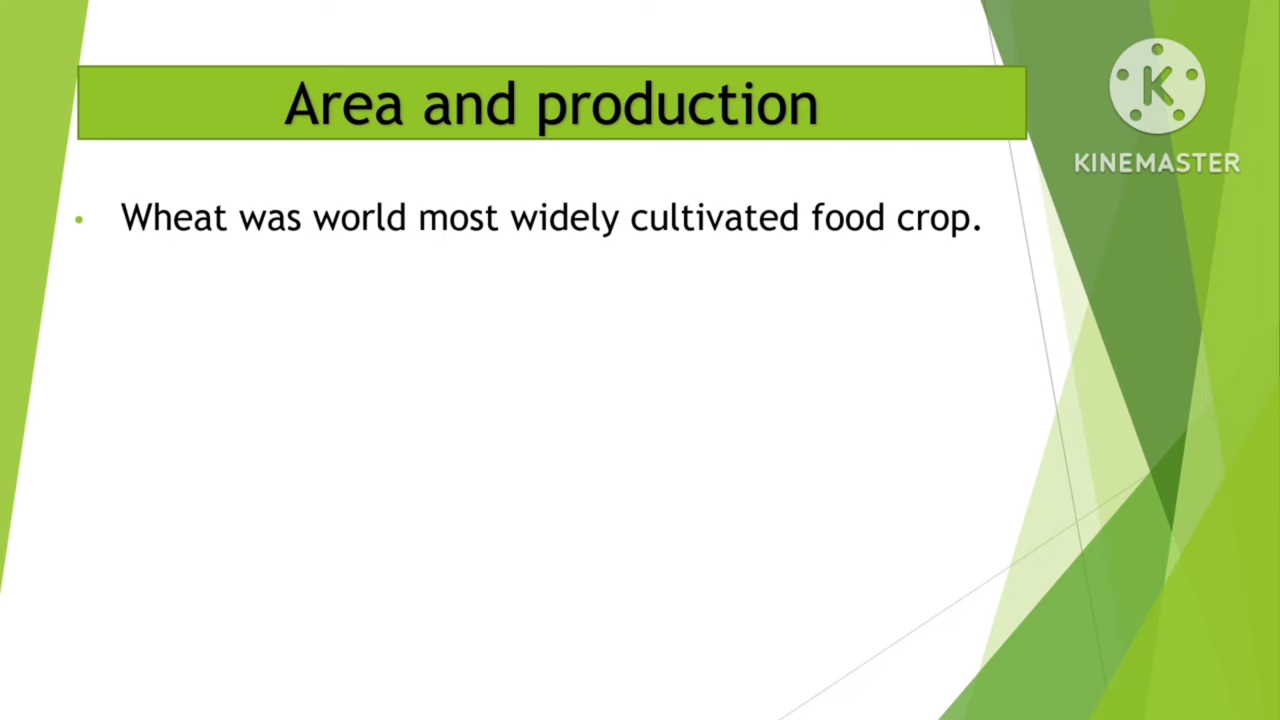 Area and production
K
KINEMASTER
• Wheat was world most widely cultivated food crop.